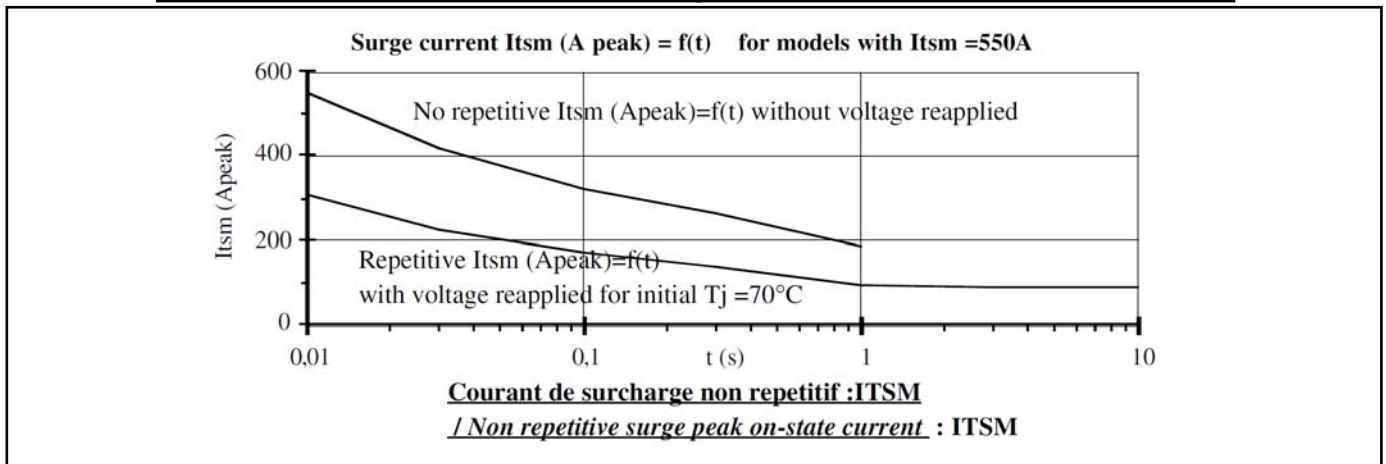 Surge current Itsm (A peak) = f(t) for models with Itsm =550A
600
400
200
0
Itsm (Apeak)
No repetitive Itsm (Apeak)=f(t) without voltage reapplied
Repetitive Itsm (Apeak)=f(t)
with voltage reapplied for initial Tj =70°C
0,01
0,1
t (s)
1
10
Courant de surcharge non repetitif :ITSM
/ Non repetitive surge peak on-state current : ITSM